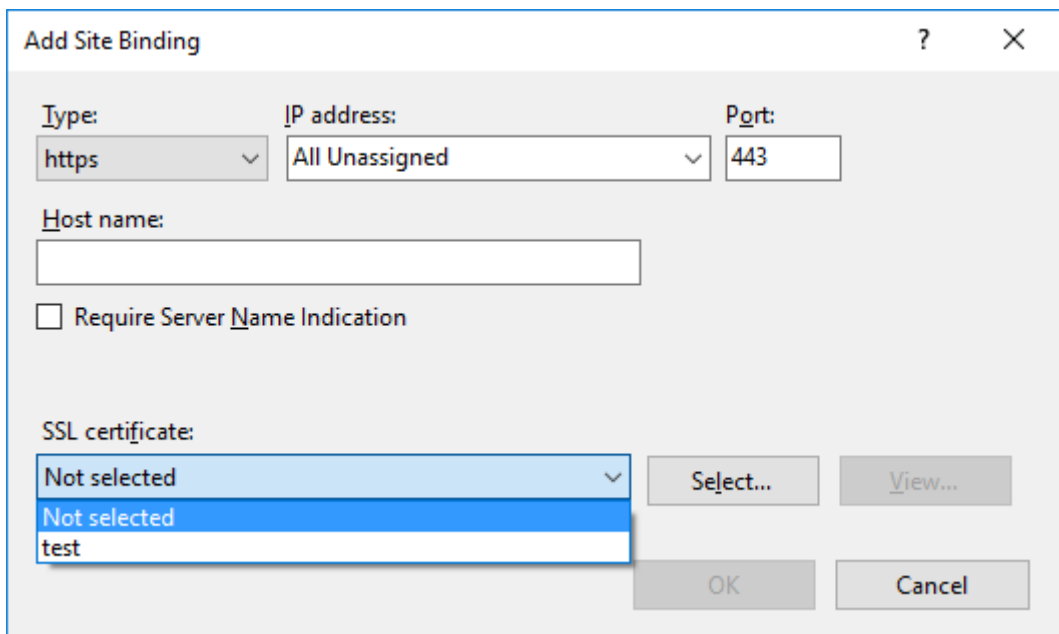 Add Site Binding ?
Type: IP address: Port:
https All Unassigned 443
Host name:
Require Server Name Indication
SSL certificate:
Not selected Select... View...
Not selected
test
OK Cancel